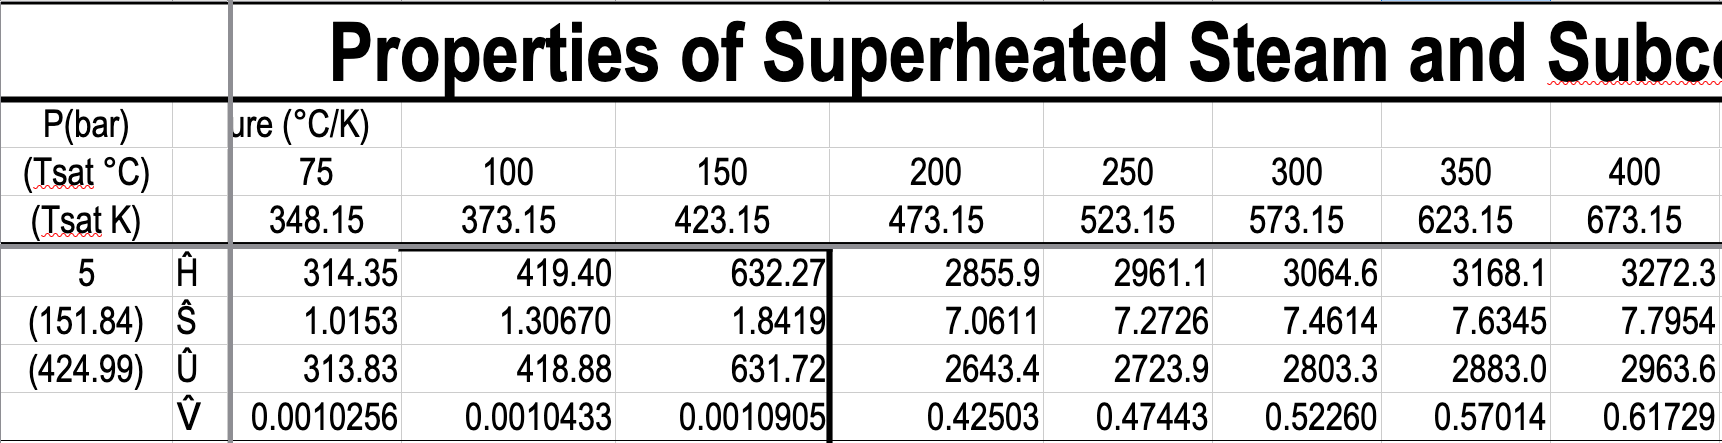 Properties of Superheated Steam and Subc
P(bar) ure (°C/K)
(Tsat °C) 75 100 150 200 250 300 350 400
(Tsat K) 348.15 373.15 423.15 473.15 523.15 573.15 623.15 673.15
5 Ĥ 314.35 419.40 632.27 2855.9 2961.1 3064.6 3168.1 3272.3
(151.84) Ŝ 1.0153 1.30670 1.8419 7.0611 7.2726 7.4614 7.6345 7.7954
(424.99) Û 313.83 418.88 631.72 2643.4 2723.9 2803.3 2883.0 2963.6
V̂ 0.0010256 0.0010433 0.0010905 0.42503 0.47443 0.52260 0.57014 0.61729